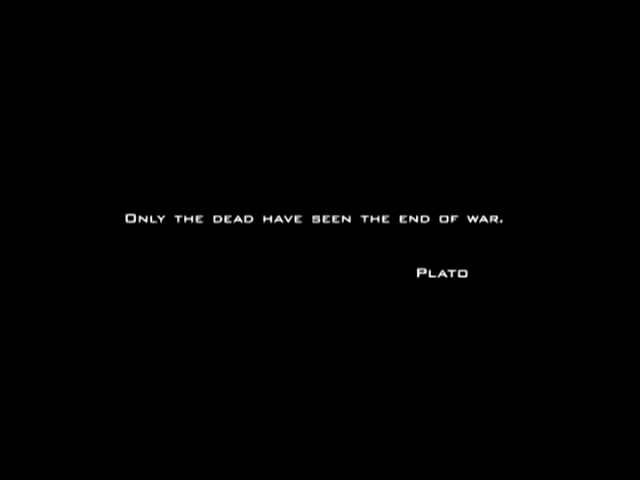 Only the dead have seen the end of war.
Plato